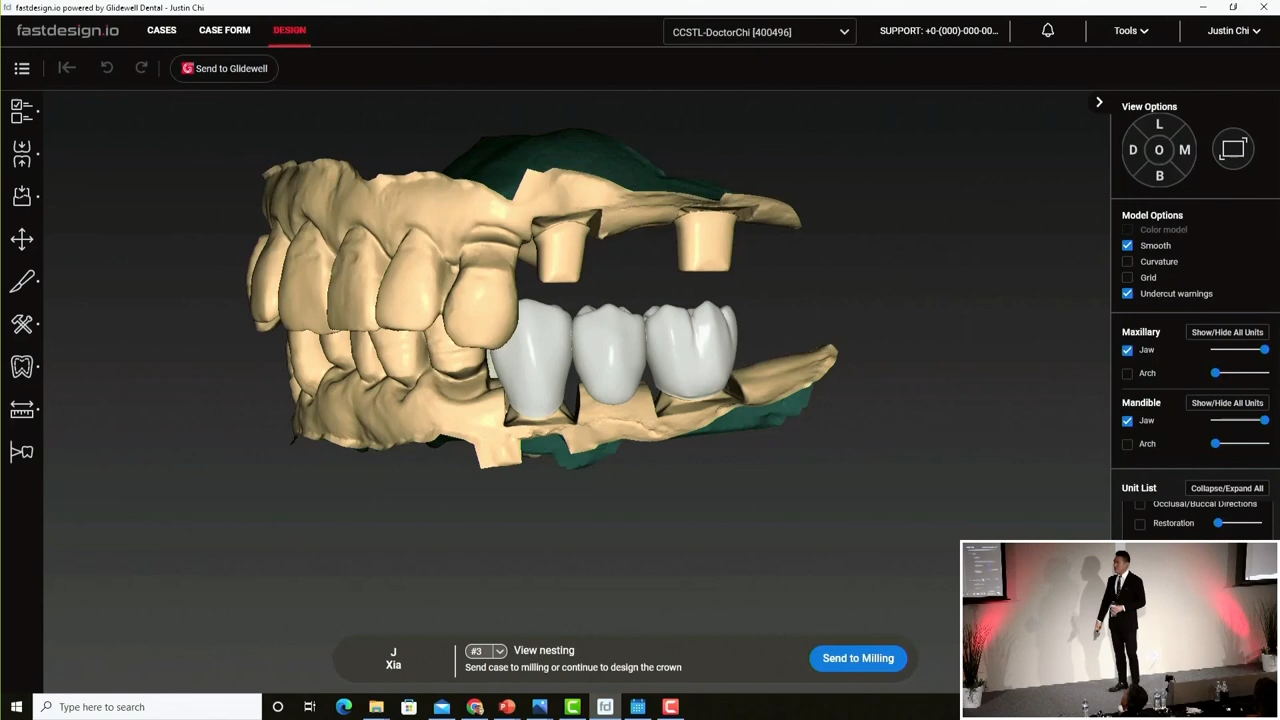 fd fastdesign.io powered by Glidewell Dental - Justin Chi
fastdesign.io
CASES
CASE FORM
DESIGN
CCSTL-DoctorChi [400496]
SUPPORT: +0-(000)-000-00...
Tools
Justin Chi
Send to Glidewell
View Options
L
D O M
B
Model Options
Color model
Smooth
Curvature
Grid
Undercut warnings
Maxillary
Show/Hide All Units
Jaw
Arch
Mandible
Show/Hide All Units
Jaw
Arch
Unit List
Collapse/Expand All
Occlusal/Buccal Directions
Restoration
J
Xia
#3
View nesting
Send case to milling or continue to design the crown
Send to Milling
Type here to search
fd